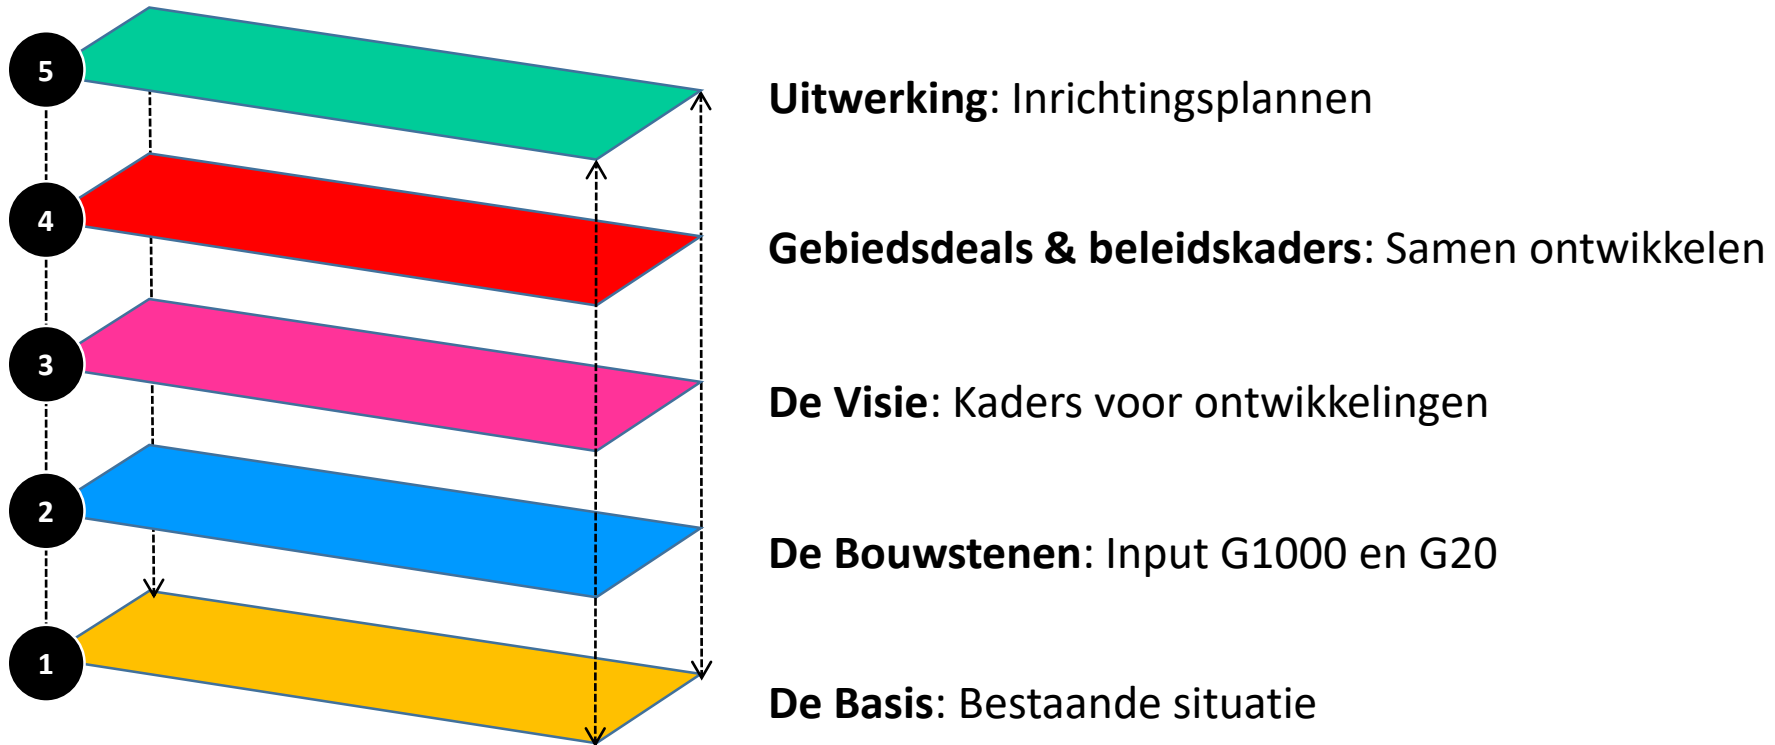 5
Uitwerking: Inrichtingsplannen
4
Gebiedsdeals & beleidskaders: Samen ontwikkelen
3
De Visie: Kaders voor ontwikkelingen
2
De Bouwstenen: Input G1000 en G20
1
De Basis: Bestaande situatie